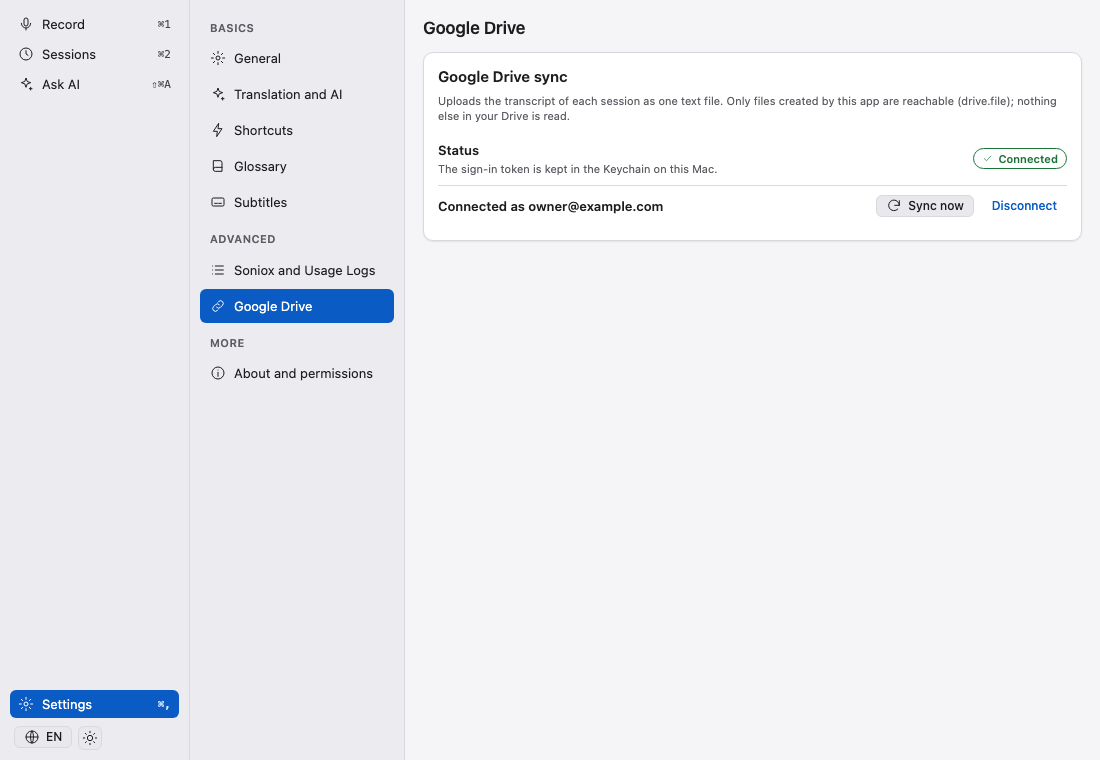 Record ⌘1
Sessions ⌘2
Ask AI ⇧⌘A
BASICS
General
Translation and AI
Shortcuts
Glossary
Subtitles
ADVANCED
Soniox and Usage Logs
Google Drive
MORE
About and permissions
Google Drive
Google Drive sync
Uploads the transcript of each session as one text file. Only files created by this app are reachable (drive.file); nothing
else in your Drive is read.
Status
The sign-in token is kept in the Keychain on this Mac.
Connected
Connected as owner@example.com
Sync now
Disconnect
Settings ⌘,
EN